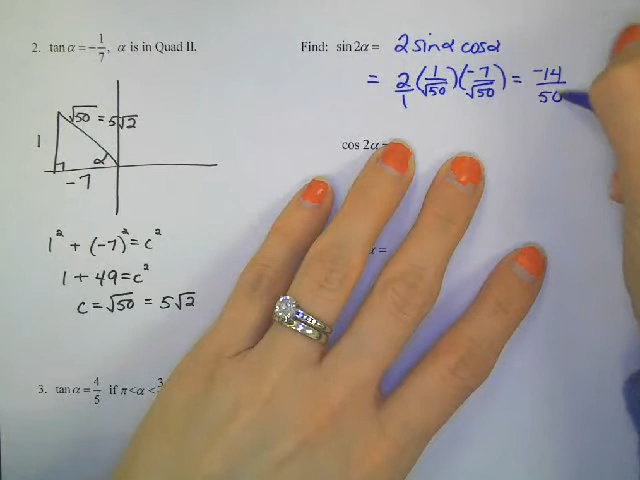 2. tan α = -1/7, α is in Quad II.
Find: sin 2α = 2 sinα cosα
= 2/1 (1/√50)(-7/√50) = -14/50
√50 = 5√2
1
α
-7
cos 2α =
α =
1² + (-7)² = c²
1 + 49 = c²
c = √50 = 5√2
3. tan α = 4/5 if π < α <